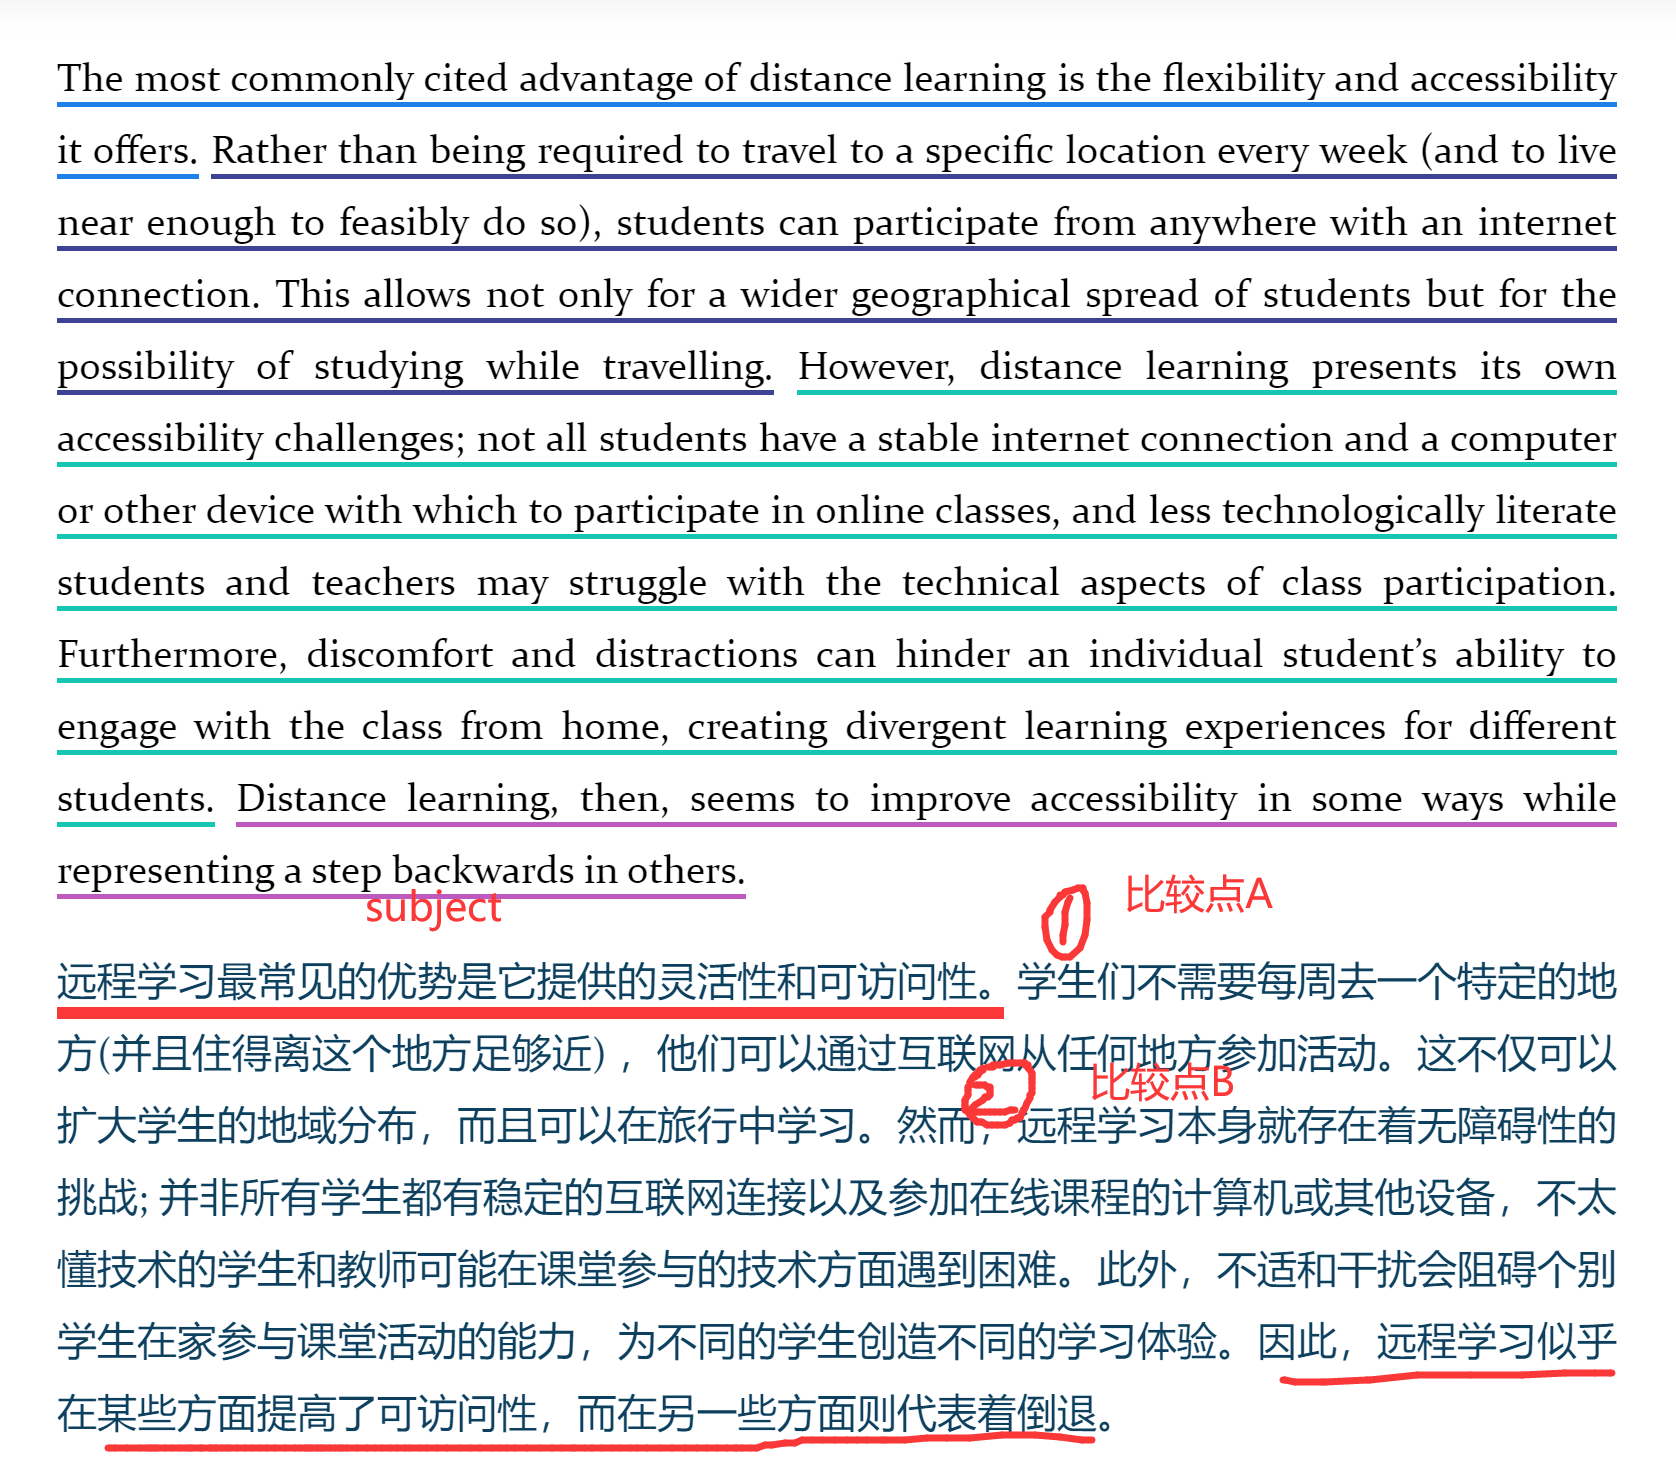 The most commonly cited advantage of distance learning is the flexibility and accessibility
it offers. Rather than being required to travel to a specific location every week (and to live
near enough to feasibly do so), students can participate from anywhere with an internet
connection. This allows not only for a wider geographical spread of students but for the
possibility of studying while travelling. However, distance learning presents its own
accessibility challenges; not all students have a stable internet connection and a computer
or other device with which to participate in online classes, and less technologically literate
students and teachers may struggle with the technical aspects of class participation.
Furthermore, discomfort and distractions can hinder an individual student’s ability to
engage with the class from home, creating divergent learning experiences for different
students. Distance learning, then, seems to improve accessibility in some ways while
representing a step backwards in others.
subject
① 比较点A
远程学习最常见的优势是它提供的灵活性和可访问性。学生们不需要每周去一个特定的地
方(并且住得离这个地方足够近)，他们可以通过互联网从任何地方参加活动。这不仅可以
② 比较点B
扩大学生的地域分布，而且可以在旅行中学习。然而，远程学习本身就存在着无障碍性的
挑战; 并非所有学生都有稳定的互联网连接以及参加在线课程的计算机或其他设备，不太
懂技术的学生和教师可能在课堂参与的技术方面遇到困难。此外，不适和干扰会阻碍个别
学生在家参与课堂活动的能力，为不同的学生创造不同的学习体验。因此，远程学习似乎
在某些方面提高了可访问性，而在另一些方面则代表着倒退。